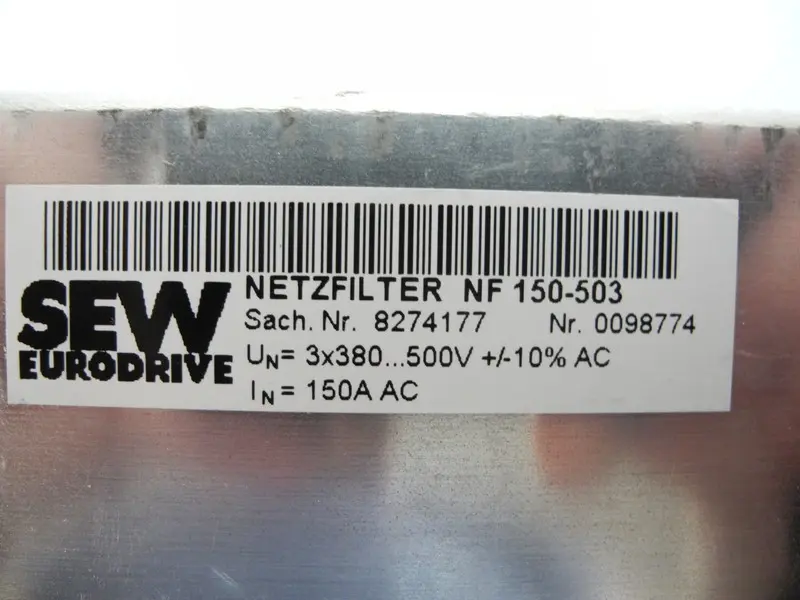 SEW
EURODRIVE
NETZFILTER NF 150-503
Sach. Nr. 8274177 Nr. 0098774
UN= 3x380...500V +/-10% AC
IN= 150A AC